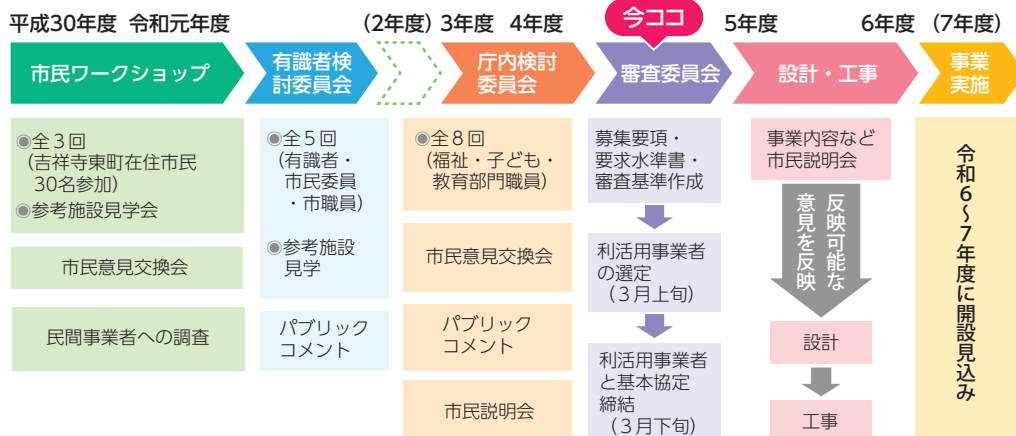 平成30年度 令和元年度
(2年度) 3年度 4年度
今ココ
5年度
6年度 (7年度)
市民ワークショップ
有識者検
討委員会
庁内検討
委員会
審査委員会
設計・工事
事業
実施
◉全３回
(吉祥寺東町在住市民
30名参加)
◉参考施設見学会
市民意見交換会
民間事業者への調査
◉全５回
(有識者・
市民委員
・市職員)
◉参考施設
見学
パブリック
コメント
◉全８回
(福祉・子ども・
教育部門職員)
市民意見交換会
パブリック
コメント
市民説明会
募集要項・
要求水準書・
審査基準作成
利活用事業者
の選定
(３月上旬)
利活用事業者
と基本協定
締結
(３月下旬)
事業内容など
市民説明会
反映可能な
意見を反映
設計
工事
令和６〜７年度に開設見込み